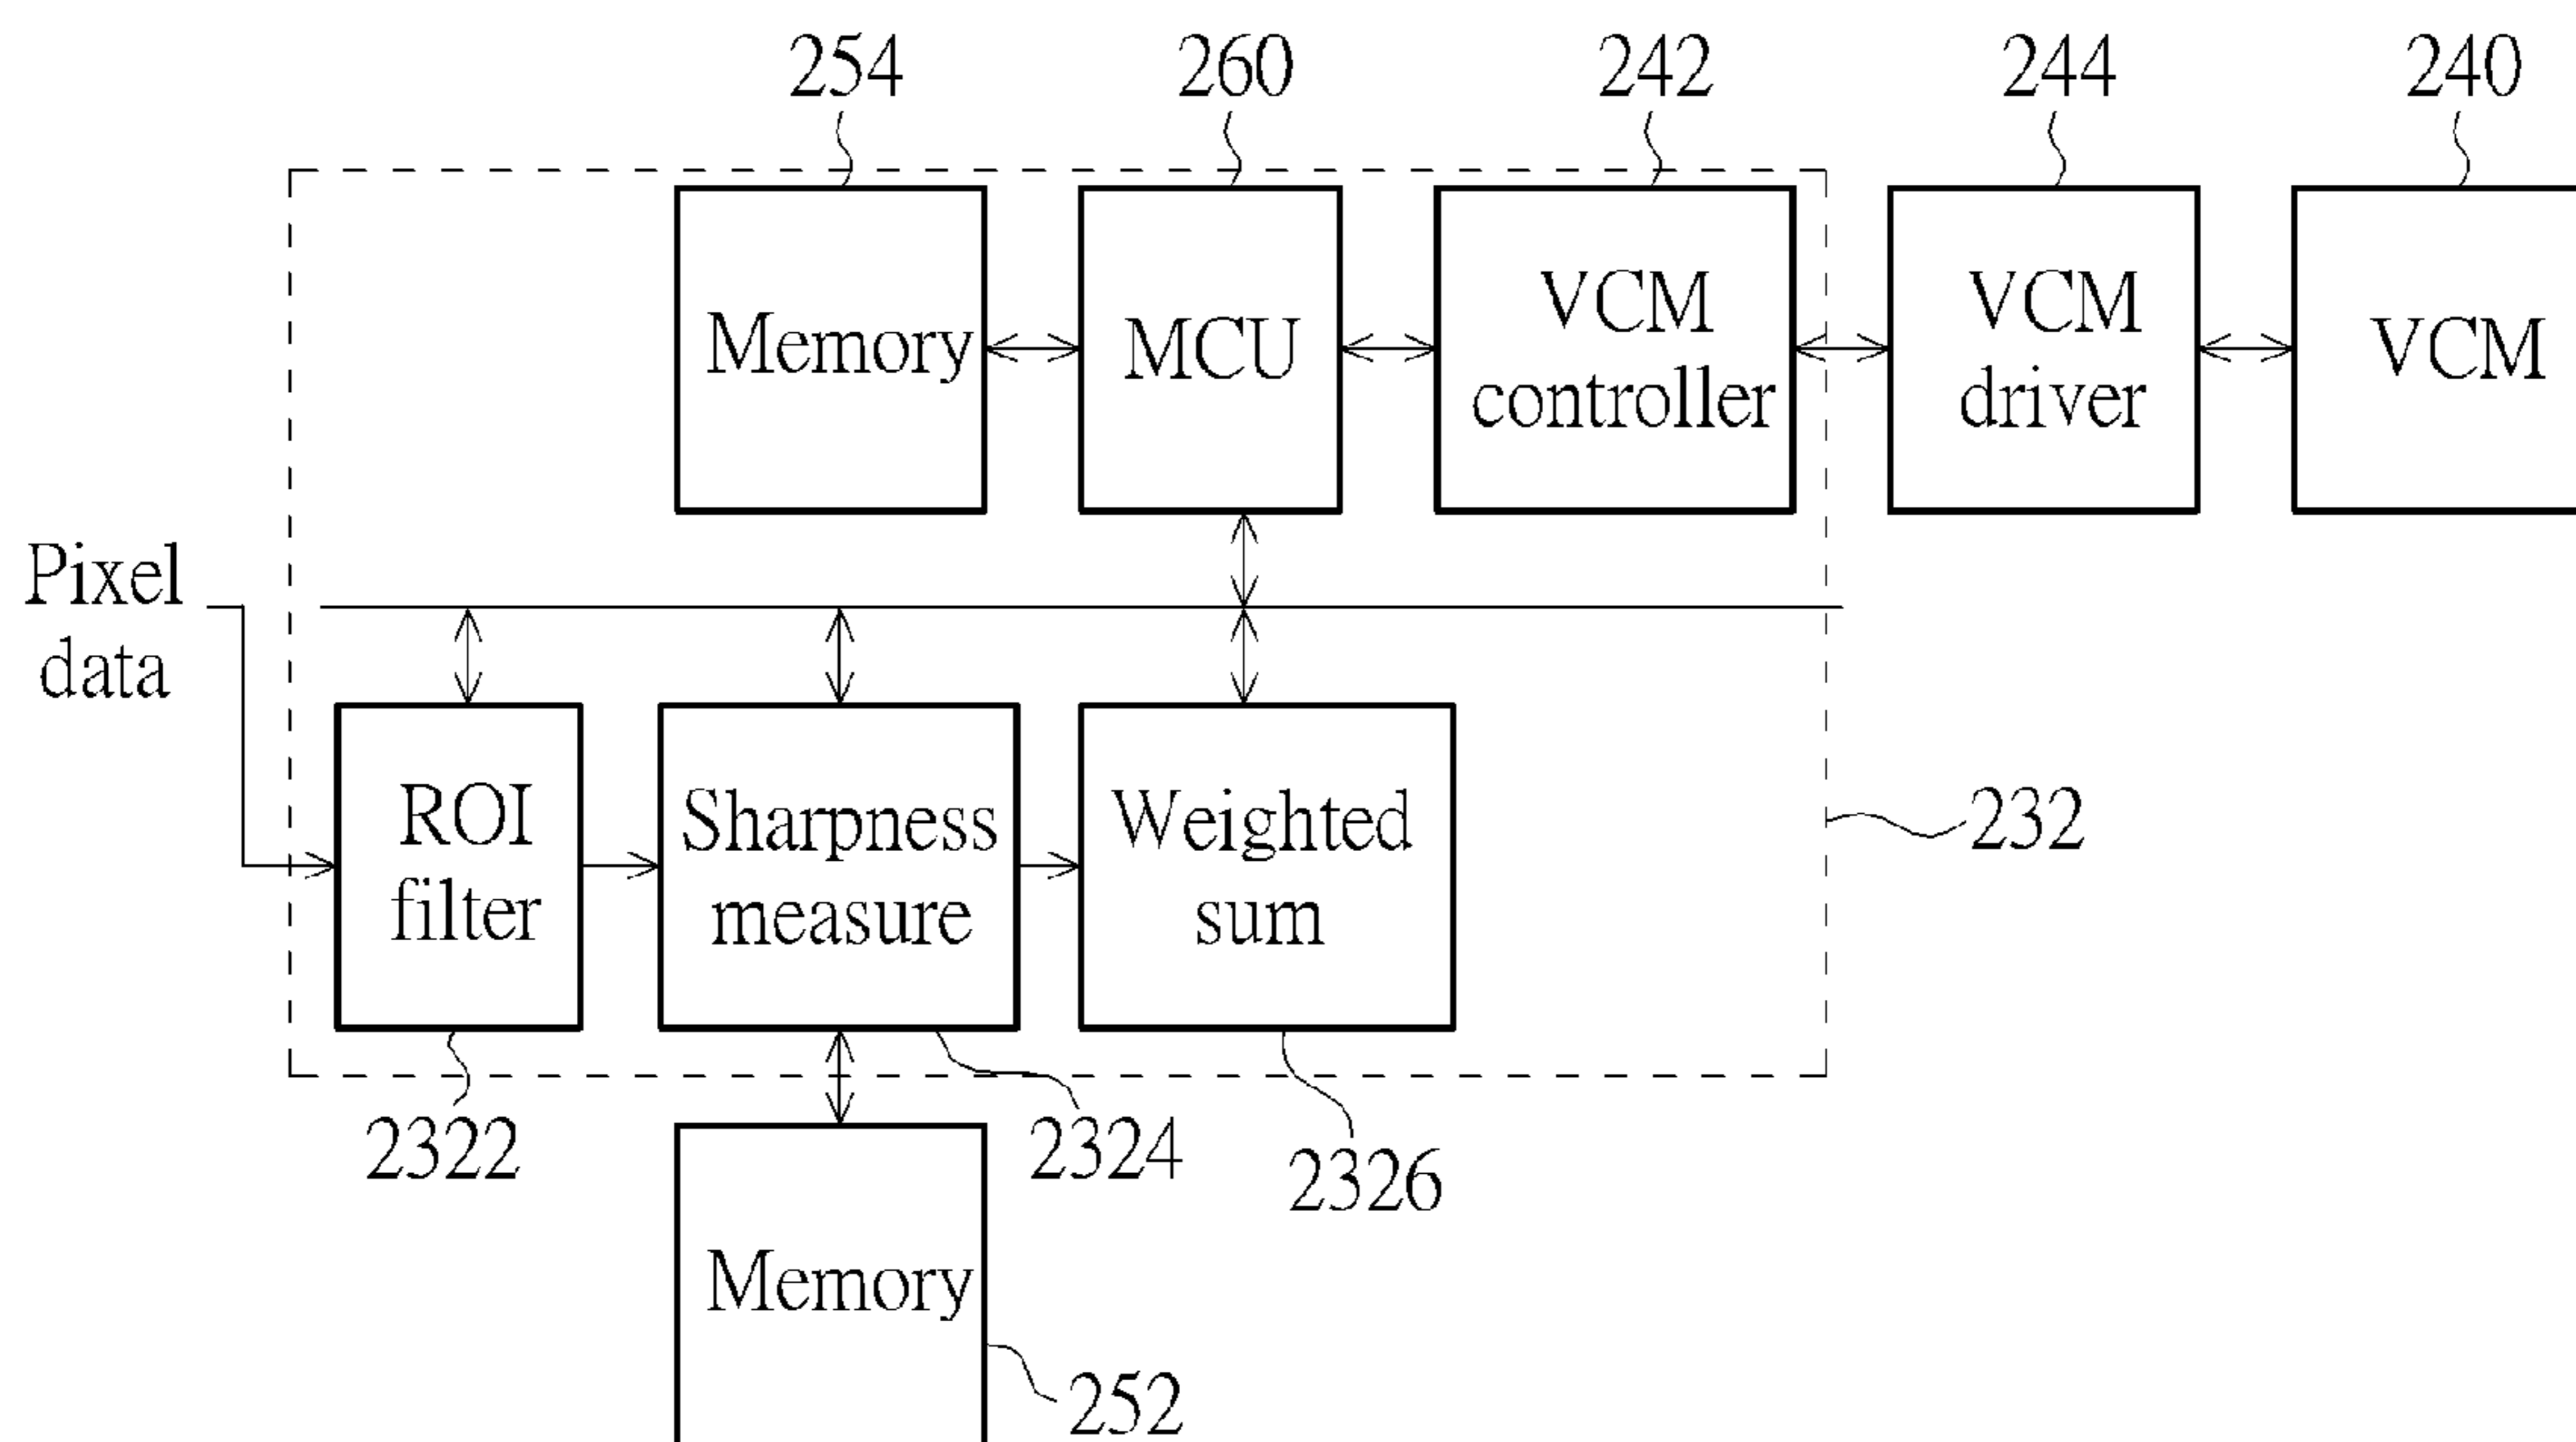 254
260
242
244
240
Memory
MCU
VCM
controller
VCM
driver
VCM
Pixel
data
ROI
filter
Sharpness
measure
Weighted
sum
232
2322
2324
2326
Memory
252